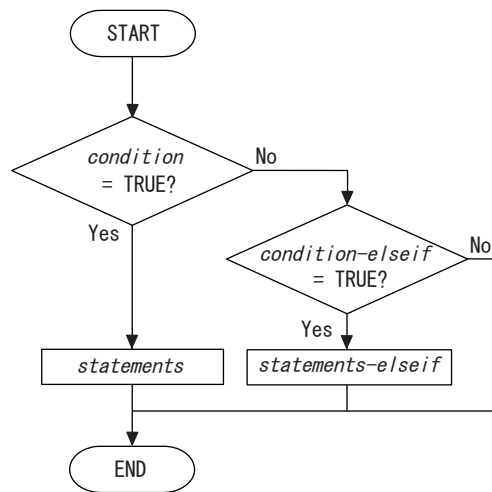 START
condition
= TRUE?
No
Yes
condition-elseif
= TRUE?
No
Yes
statements
statements-elseif
END